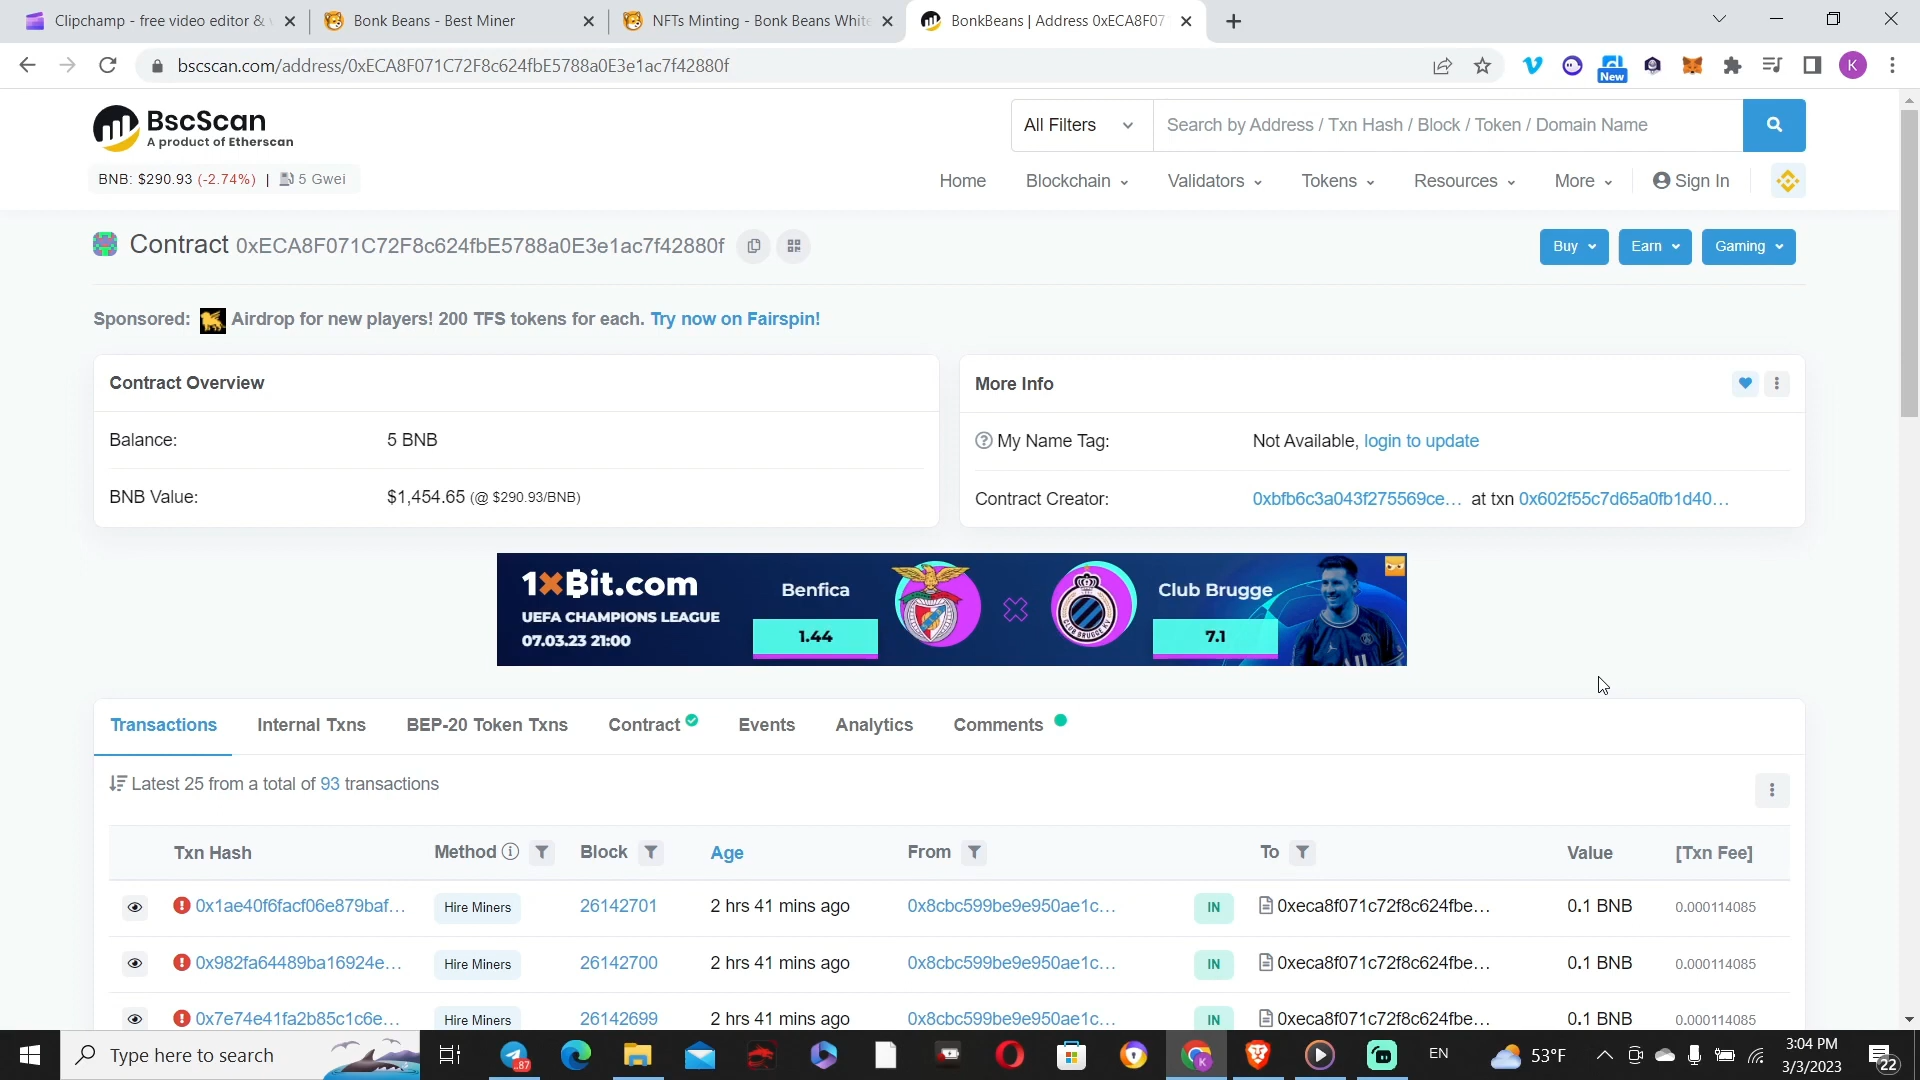 Clipchamp - free video editor &
Bonk Beans - Best Miner
NFTs Minting - Bonk Beans White
BonkBeans | Address 0xECA8F07
bscscan.com/address/0xECA8F071C72F8c624fbE5788a0E3e1ac7f42880f
New
K
BscScan
A product of Etherscan
All Filters
Search by Address / Txn Hash / Block / Token / Domain Name
BNB: $290.93 (-2.74%) | 5 Gwei
Home Blockchain Validators Tokens Resources More Sign In
Contract 0xECA8F071C72F8c624fbE5788a0E3e1ac7f42880f
Buy Earn Gaming
Sponsored: Airdrop for new players! 200 TFS tokens for each. Try now on Fairspin!
Contract Overview
Balance: 5 BNB
BNB Value: $1,454.65 (@ $290.93/BNB)
More Info
My Name Tag: Not Available, login to update
Contract Creator: 0xbfb6c3a043f275569ce... at txn 0x602f55c7d65a0fb1d40...
1xBit.com
UEFA CHAMPIONS LEAGUE
07.03.23 21:00
Benfica
1.44
Club Brugge
7.1
Transactions Internal Txns BEP-20 Token Txns Contract Events Analytics Comments
Latest 25 from a total of 93 transactions
Txn Hash Method Block Age From To Value [Txn Fee]
0x1ae40f6facf06e879baf... Hire Miners 26142701 2 hrs 41 mins ago 0x8cbc599be9e950ae1c... IN 0xeca8f071c72f8c624fbe... 0.1 BNB 0.000114085
0x982fa64489ba16924e... Hire Miners 26142700 2 hrs 41 mins ago 0x8cbc599be9e950ae1c... IN 0xeca8f071c72f8c624fbe... 0.1 BNB 0.000114085
0x7e74e41fa2b85c1c6e... Hire Miners 26142699 2 hrs 41 mins ago 0x8cbc599be9e950ae1c... IN 0xeca8f071c72f8c624fbe... 0.1 BNB 0.000114085
Type here to search
87
K
EN
53°F
3:04 PM
3/3/2023
22